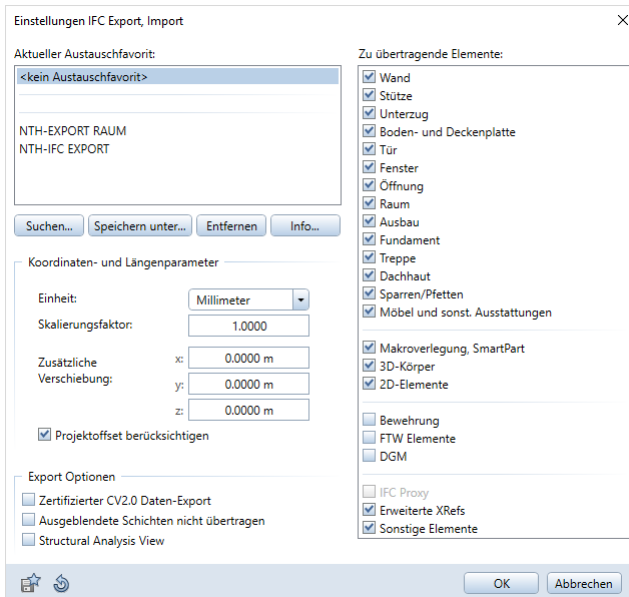 Einstellungen IFC Export, Import
Aktueller Austauschfavorit:
<kein Austauschfavorit>
NTH-EXPORT RAUM
NTH-IFC EXPORT
Suchen... Speichern unter... Entfernen Info...
Koordinaten- und Längenparameter
Einheit: Millimeter
Skalierungsfaktor: 1.0000
Zusätzliche Verschiebung:
x: 0.0000 m
y: 0.0000 m
z: 0.0000 m
Projektoffset berücksichtigen
Export Optionen
Zertifizierter CV2.0 Daten-Export
Ausgeblendete Schichten nicht übertragen
Structural Analysis View
Zu übertragende Elemente:
Wand
Stütze
Unterzug
Boden- und Deckenplatte
Tür
Fenster
Öffnung
Raum
Ausbau
Fundament
Treppe
Dachhaut
Sparren/Pfetten
Möbel und sonst. Ausstattungen
Makroverlegung, SmartPart
3D-Körper
2D-Elemente
Bewehrung
FTW Elemente
DGM
IFC Proxy
Erweiterte XRefs
Sonstige Elemente
OK Abbrechen